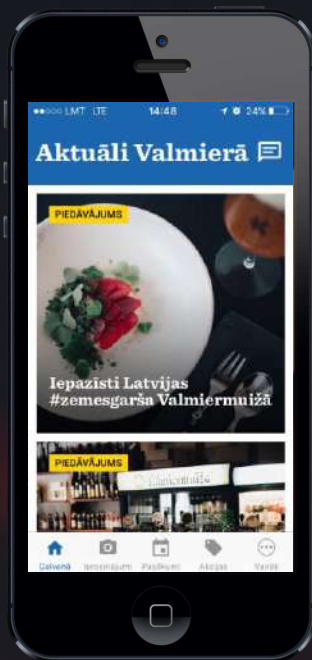 LMT LTE 14:48 24%
Aktuāli Valmierā
PIEDĀVĀJUMS
Iepazīsti Latvijas
#zemesgarša Valmiermuižā
PIEDĀVĀJUMS
Galvenā Pasākumi Akcijas Vairāk